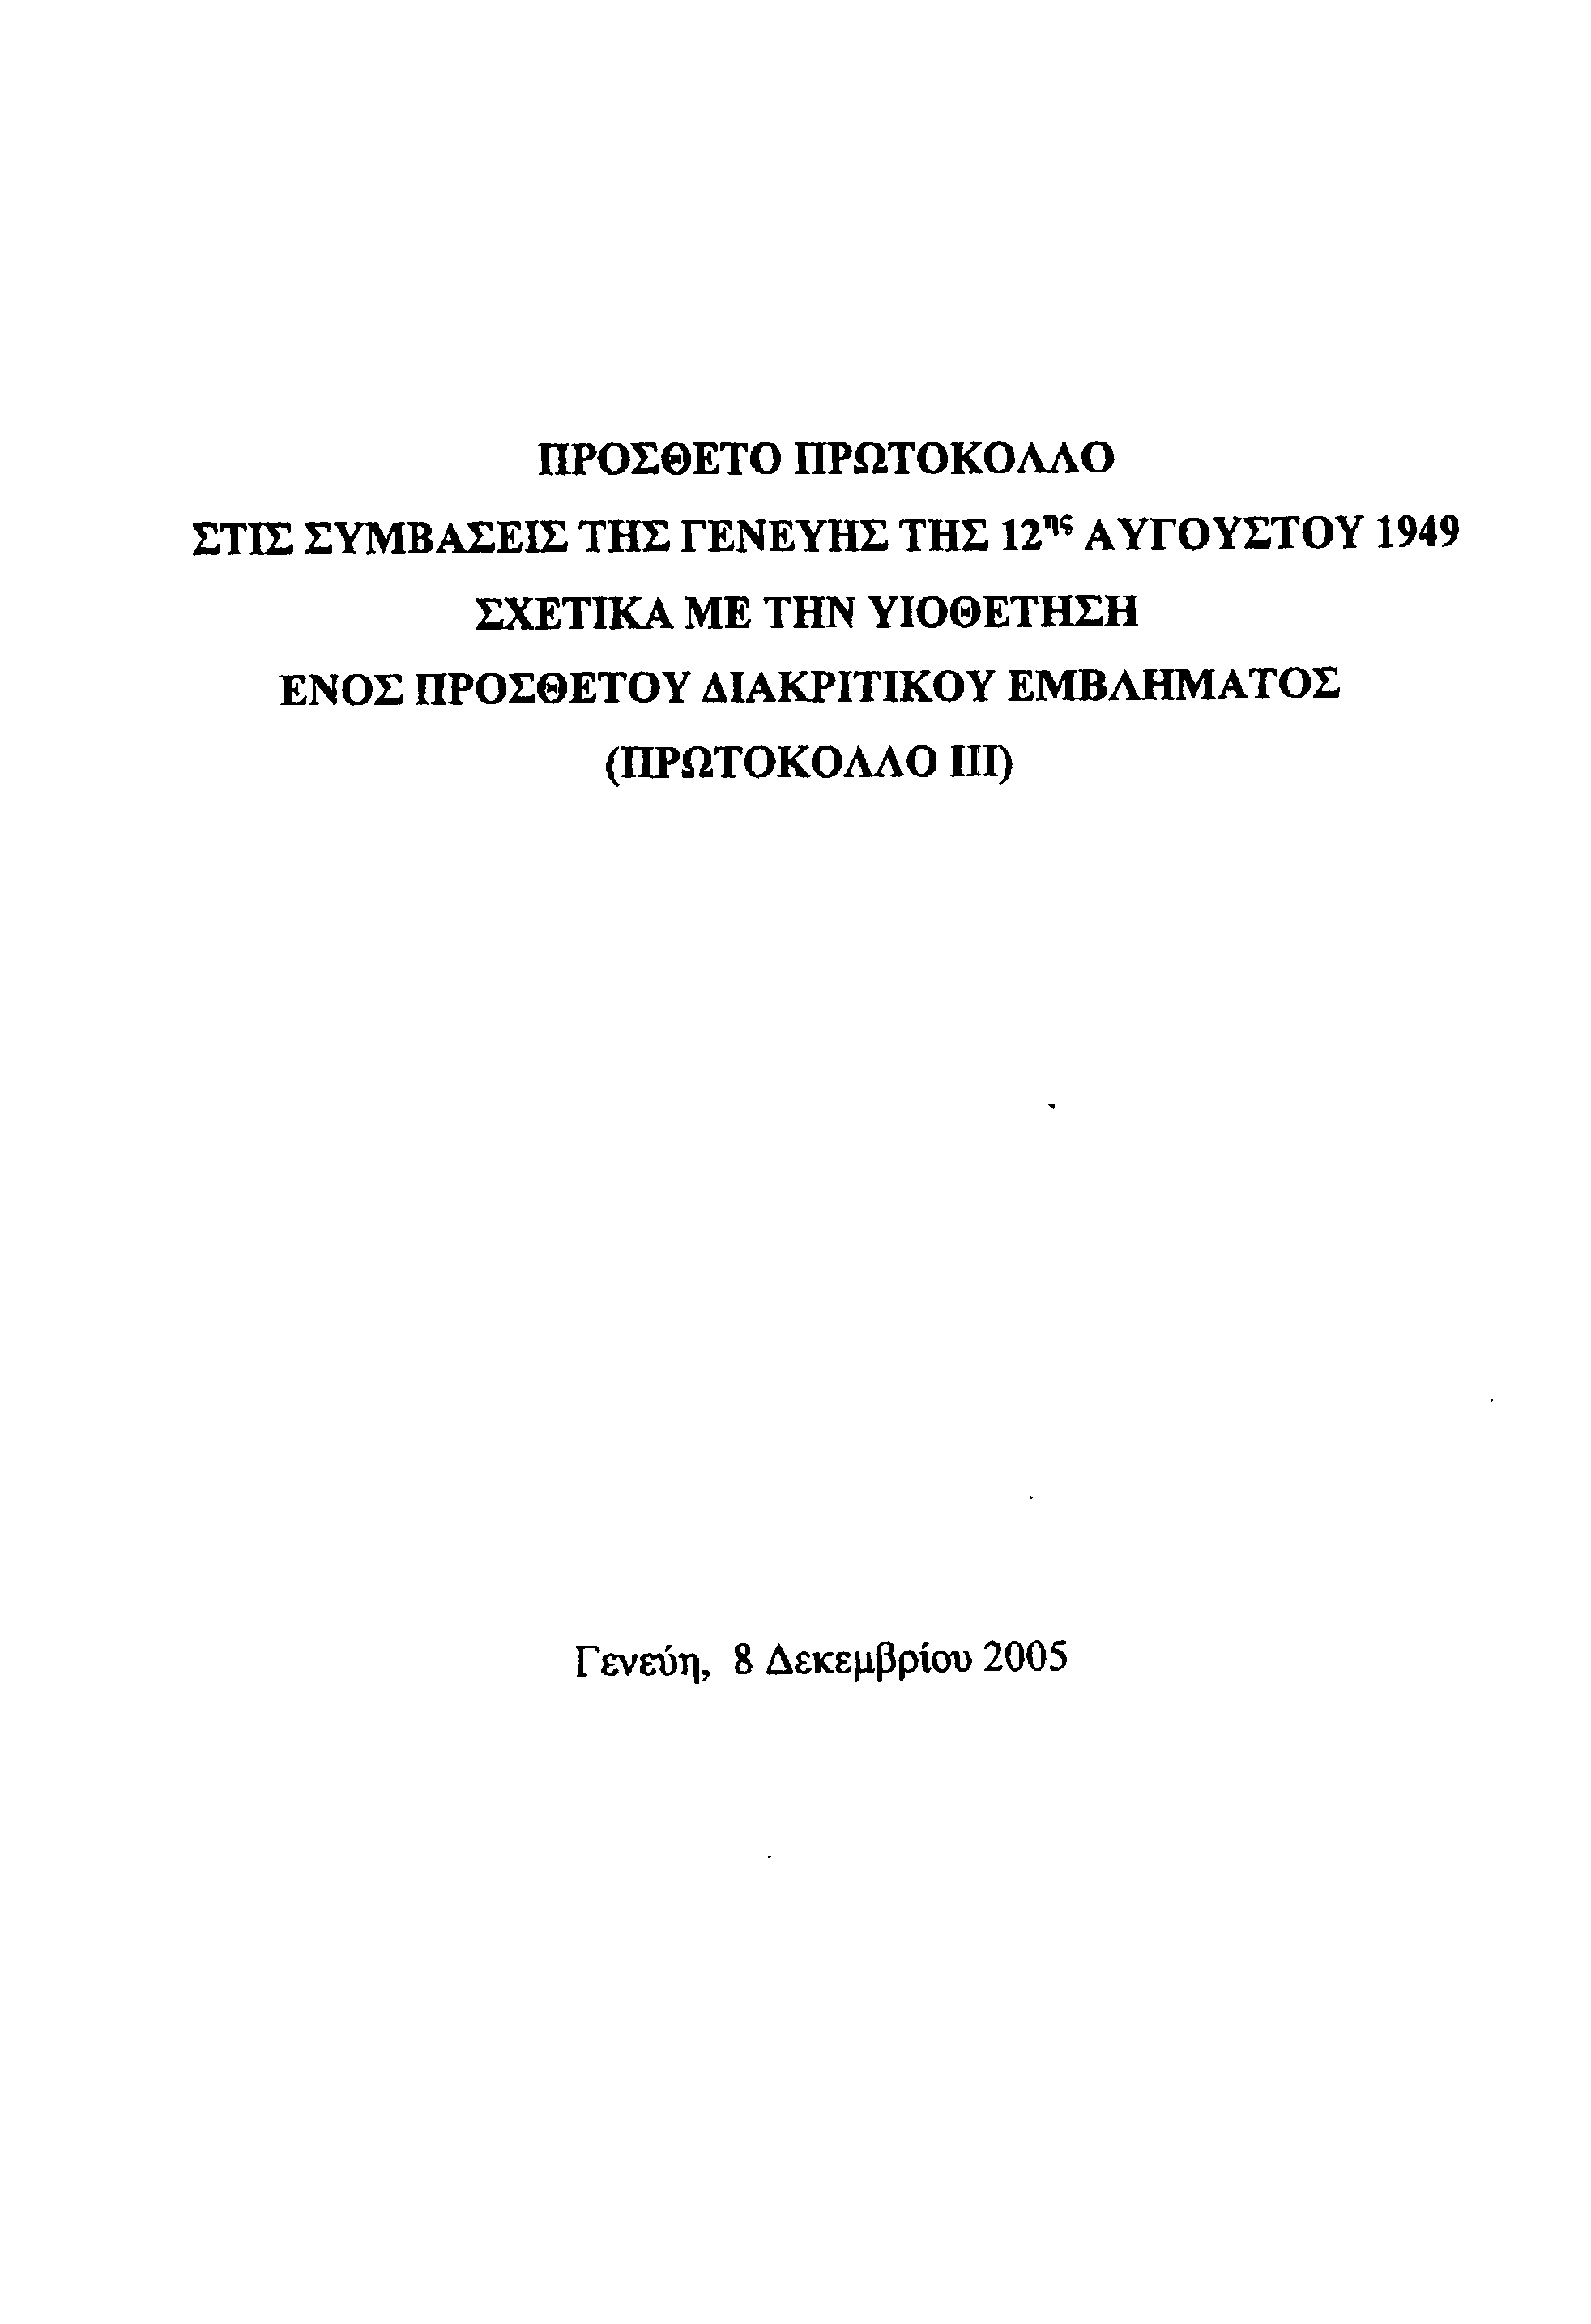 ΠΡΟΣΘΕΤΟ ΠΡΩΤΟΚΟΛΛΟ
ΣΤΙΣ ΣΥΜΒΑΣΕΙΣ ΤΗΣ ΓΕΝΕΥΗΣ ΤΗΣ 12ης ΑΥΓΟΥΣΤΟΥ 1949
ΣΧΕΤΙΚΑ ΜΕ ΤΗΝ ΥΙΟΘΕΤΗΣΗ
ΕΝΟΣ ΠΡΟΣΘΕΤΟΥ ΔΙΑΚΡΙΤΙΚΟΥ ΕΜΒΛΗΜΑΤΟΣ
(ΠΡΩΤΟΚΟΛΛΟ ΙΙΙ)
Γενεύη, 8 Δεκεμβρίου 2005